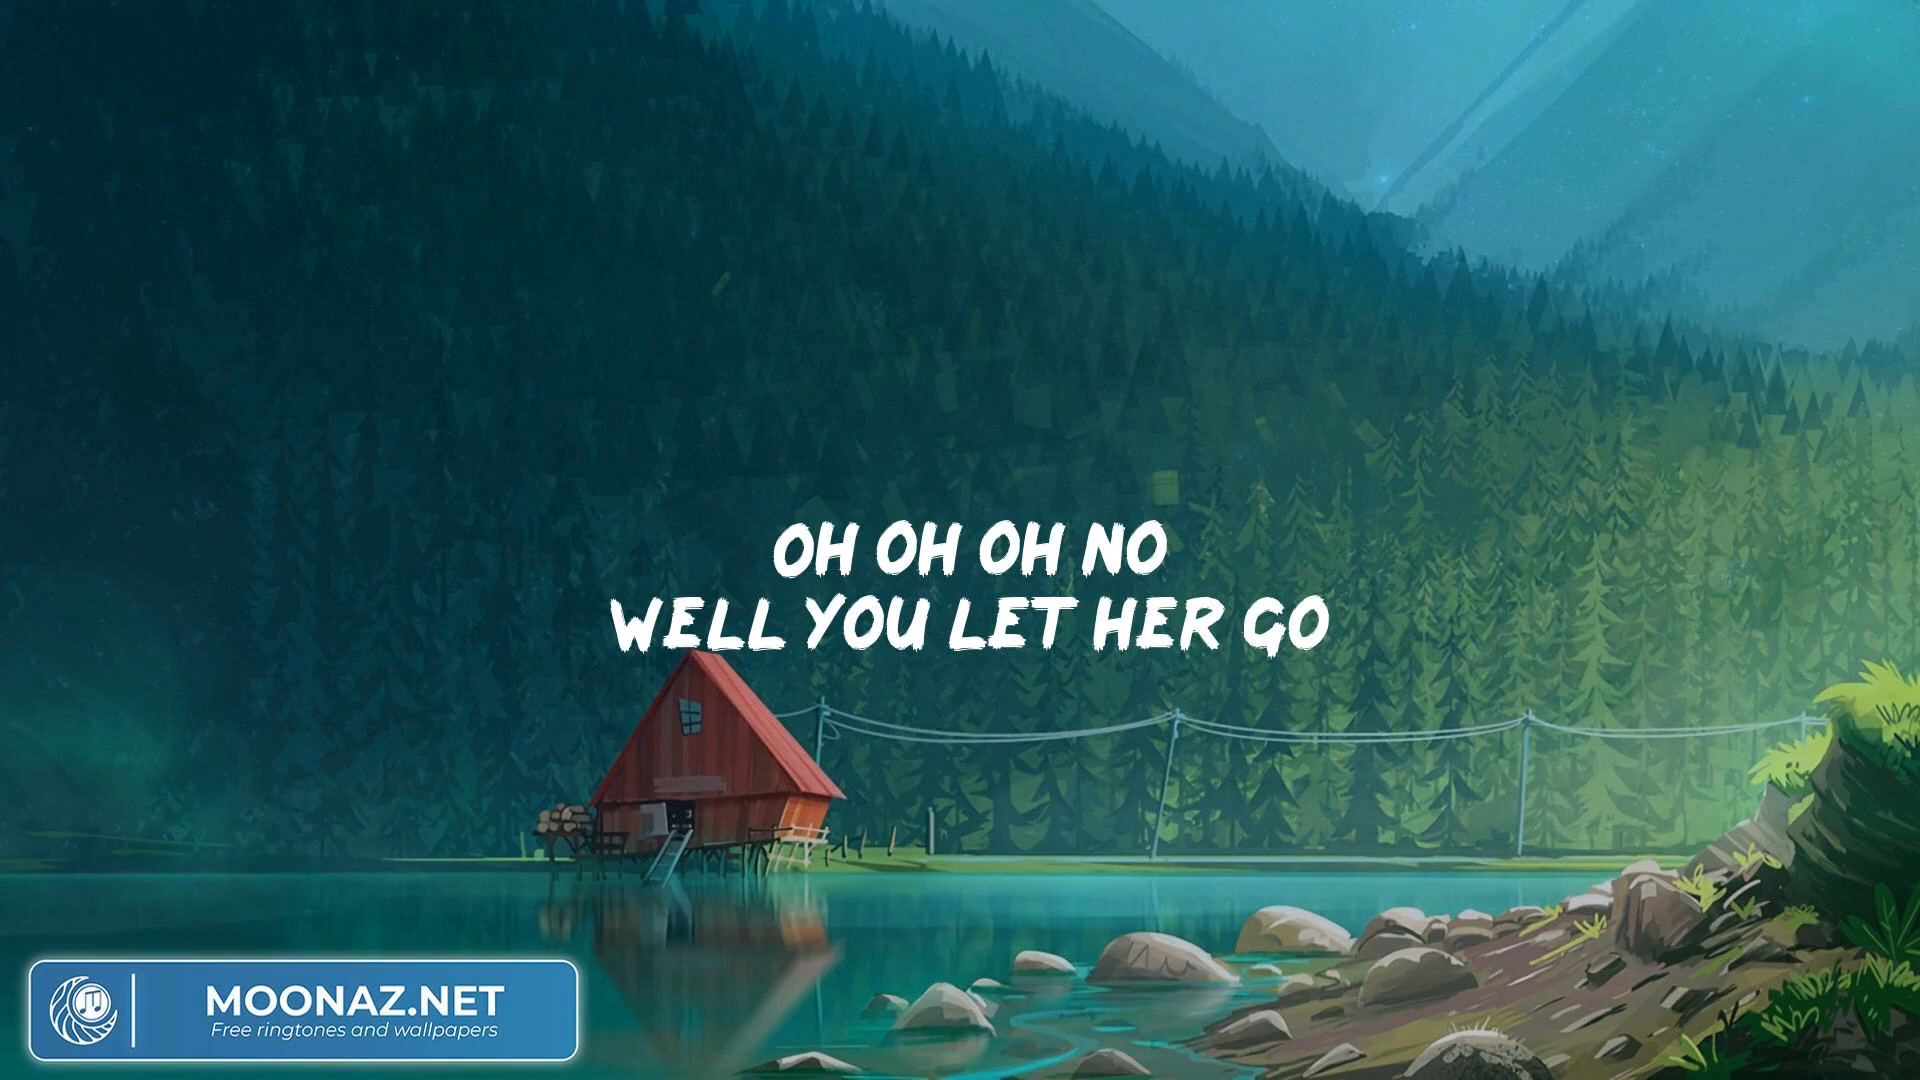 OH OH OH NO
WELL YOU LET HER GO
MOONAZ.NET
Free ringtones and wallpapers